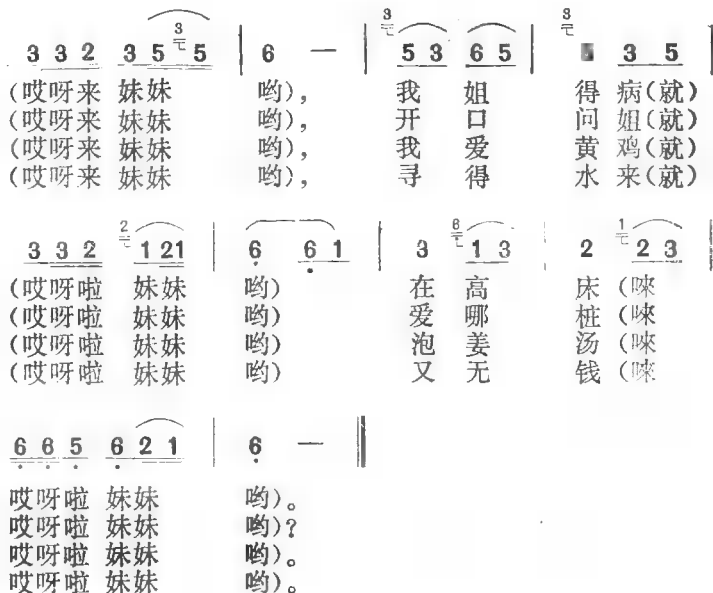 3 3 2 3 5 3 5 | 6 — | 3 5 3 6 5 | 3 3 5
(哎呀来 妹妹 哟), 我 姐 得 病(就)
(哎呀来 妹妹 哟), 开 口 问 姐(就)
(哎呀来 妹妹 哟), 我 爱 黄 鸡(就)
(哎呀来 妹妹 哟), 寻 得 水 来(就)
3 3 2 2 1 21 | 6 6 1 | 3 6 1 3 | 2 1 2 3
(哎呀啦 妹妹 哟) 在 高 床 (唻
(哎呀啦 妹妹 哟) 爱 哪 桩 (唻
(哎呀啦 妹妹 哟) 泡 姜 汤 (唻
(哎呀啦 妹妹 哟) 又 无 钱 (唻
6 6 5 6 2 1 | 6 — ‖
哎呀啦 妹妹 哟)。
哎呀啦 妹妹 哟)?
哎呀啦 妹妹 哟)。
哎呀啦 妹妹 哟)。